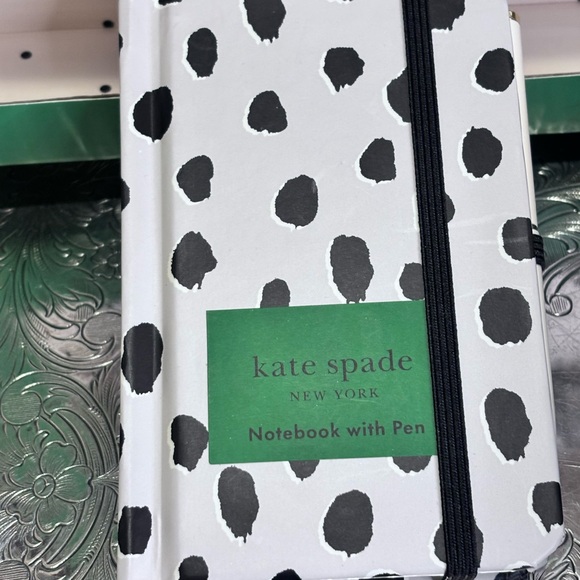 kate spade
NEW YORK
Notebook with Pen